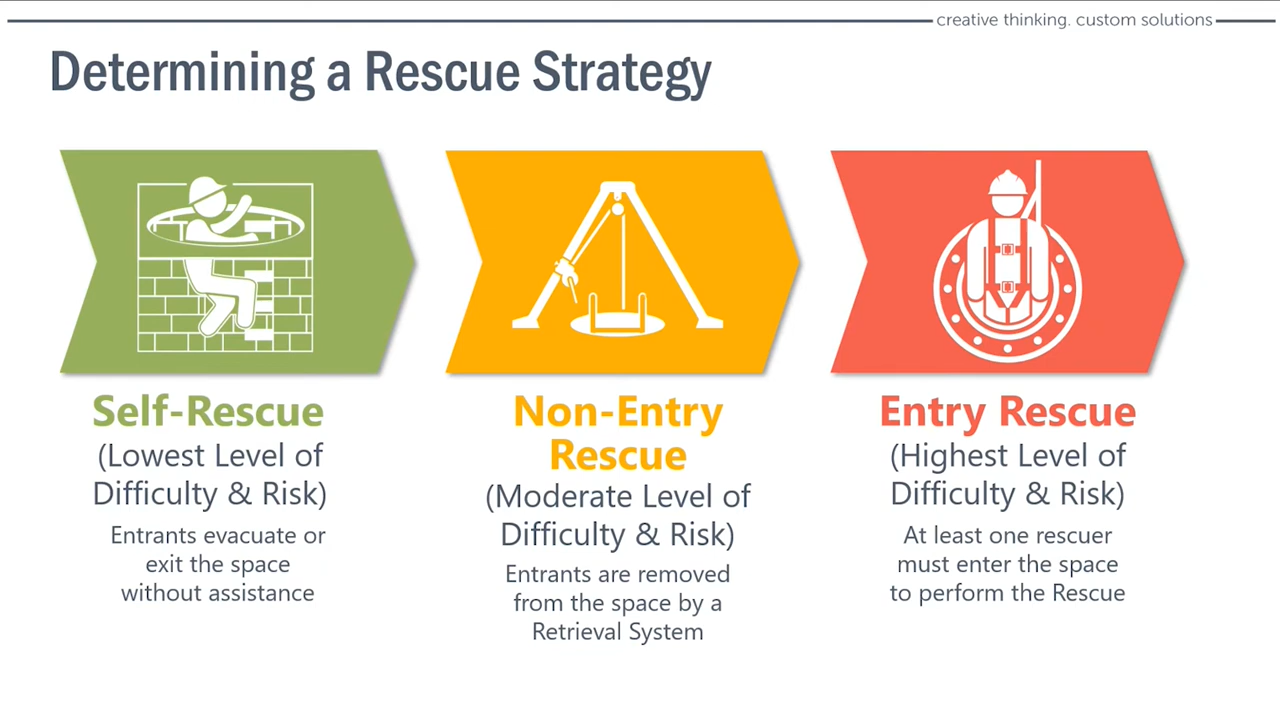 creative thinking. custom solutions
Determining a Rescue Strategy
Self-Rescue
(Lowest Level of
Difficulty & Risk)
Entrants evacuate or
exit the space
without assistance
Non-Entry
Rescue
(Moderate Level of
Difficulty & Risk)
Entrants are removed
from the space by a
Retrieval System
Entry Rescue
(Highest Level of
Difficulty & Risk)
At least one rescuer
must enter the space
to perform the Rescue